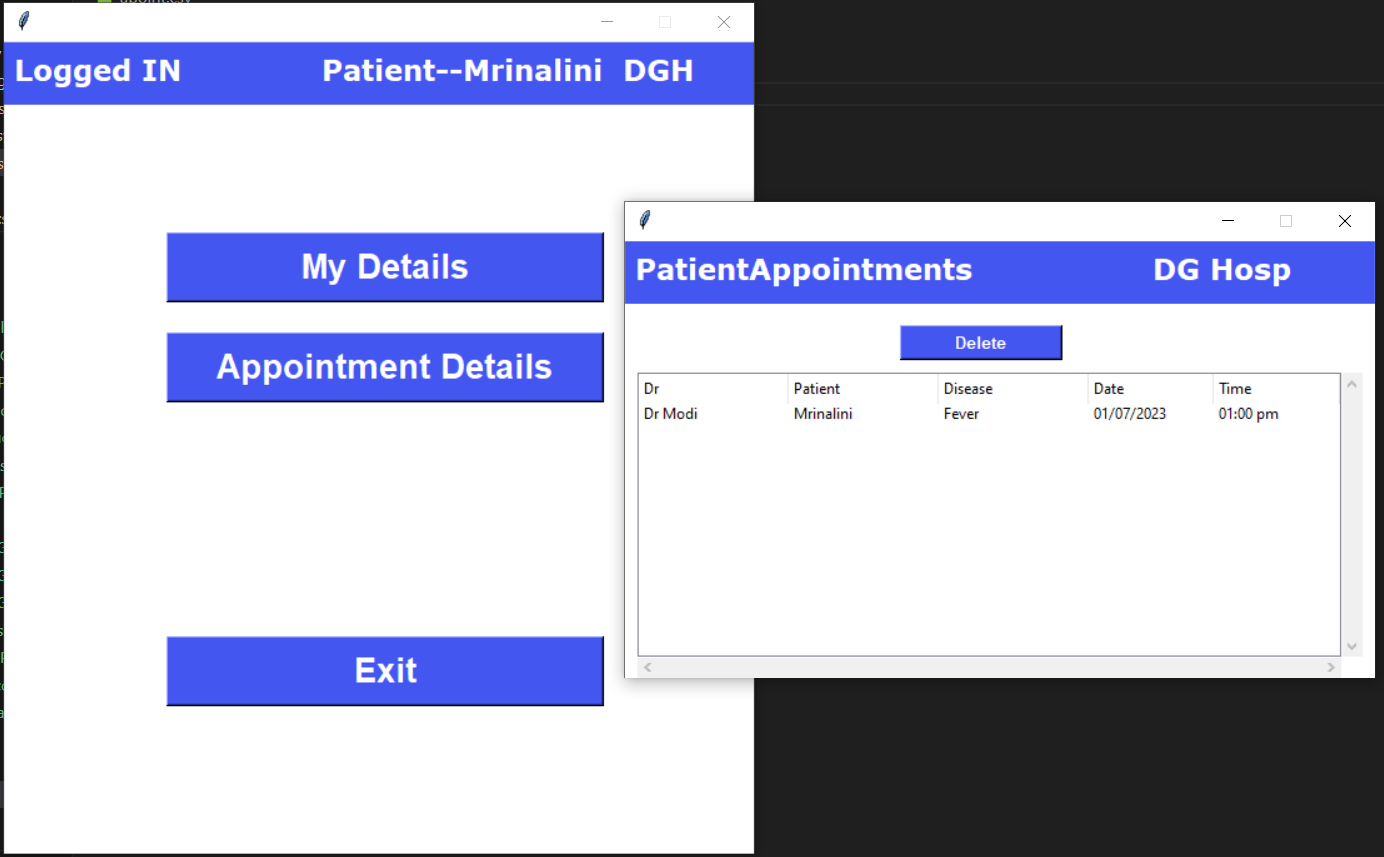 Logged IN Patient--Mrinalini DGH
My Details
Appointment Details
Exit
PatientAppointments DG Hosp
Delete
Dr Patient Disease Date Time
Dr Modi Mrinalini Fever 01/07/2023 01:00 pm